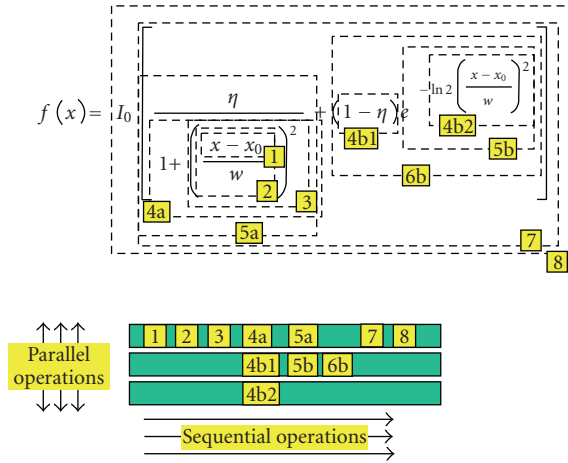 f(x) = I0 [ η / (1 + ((x − x0) / w)^2) + (1 − η) e^(−ln 2 ((x − x0) / w)^2) ]
1
2
3
4a
4b1
4b2
5a
5b
6b
7
8
Parallel operations
1 2 3 4a 5a 7 8
4b1 5b 6b
4b2
Sequential operations